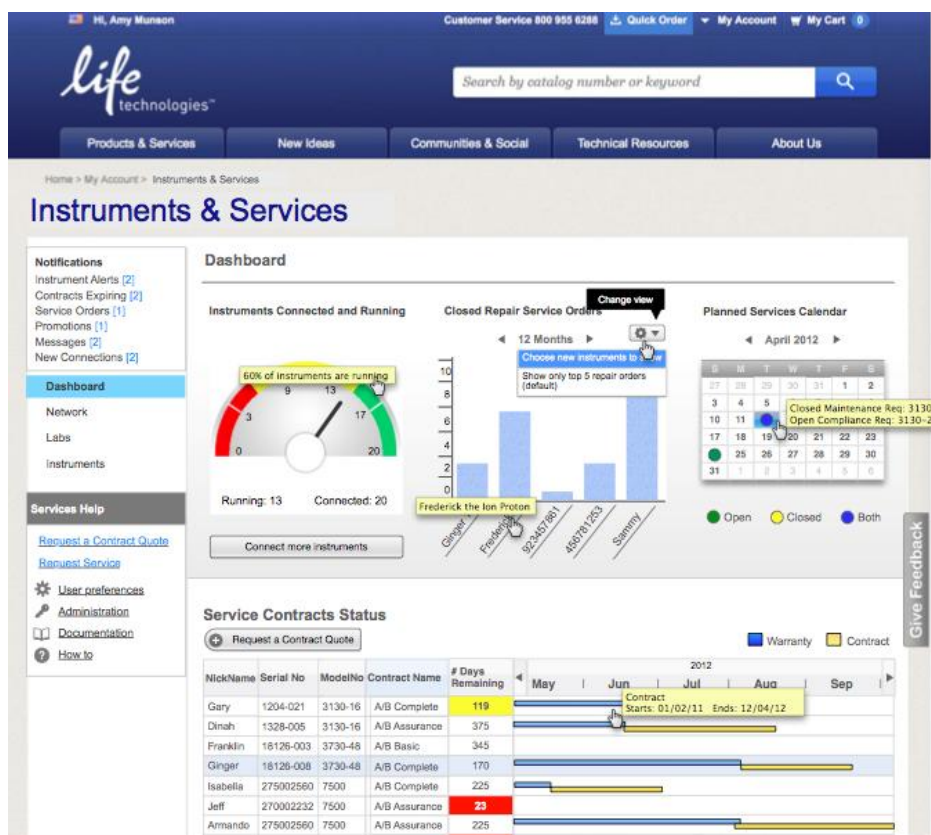 Hi, Amy Munson
Customer Service 800 955 6288
Quick Order
My Account
My Cart 0
life
technologies™
Search by catalog number or keyword
Products & Services
New Ideas
Communities & Social
Technical Resources
About Us
Home > My Account > Instruments & Services
Instruments & Services
Notifications
Instrument Alerts [2]
Contracts Expiring [2]
Service Orders [1]
Promotions [1]
Messages [2]
New Connections [2]
Dashboard
Network
Labs
Instruments
Services Help
Request a Contract Quote
Request Service
User preferences
Administration
Documentation
How to
Dashboard
Instruments Connected and Running
60% of instruments are running
0 3 9 13 17 20
Running: 13 Connected: 20
Connect more instruments
Closed Repair Service Orders
Change view
12 Months
Choose new instruments to
Show only top 5 repair orders
(default)
10
8
6
4
2
0
Frederick the Ion Proton
Ginger
Frederick
923457861
456781253
Sammy
Planned Services Calendar
April 2012
S M T W T F S
27 28 29 30 31 1 2
3 4 5
Closed Maintenance Req: 3130
Open Compliance Req: 3130-2
10 11
17 18 19 20 21 22 23
25 26 27 28 29 30
31 1 2 3 4 5 6
Open Closed Both
Give Feedback
Service Contracts Status
Request a Contract Quote
Warranty Contract
NickName Serial No ModelNo Contract Name # Days Remaining
2012
May Jun Jul Aug Sep
Contract
Starts: 01/02/11 Ends: 12/04/12
Gary 1204-021 3130-16 A/B Complete 119
Dinah 1328-005 3130-16 A/B Assurance 375
Franklin 18126-003 3730-48 A/B Basic 345
Ginger 18126-008 3730-48 A/B Complete 170
Isabella 275002560 7500 A/B Complete 225
Jeff 270002232 7500 A/B Assurance 23
Armando 275002560 7500 A/B Assurance 225